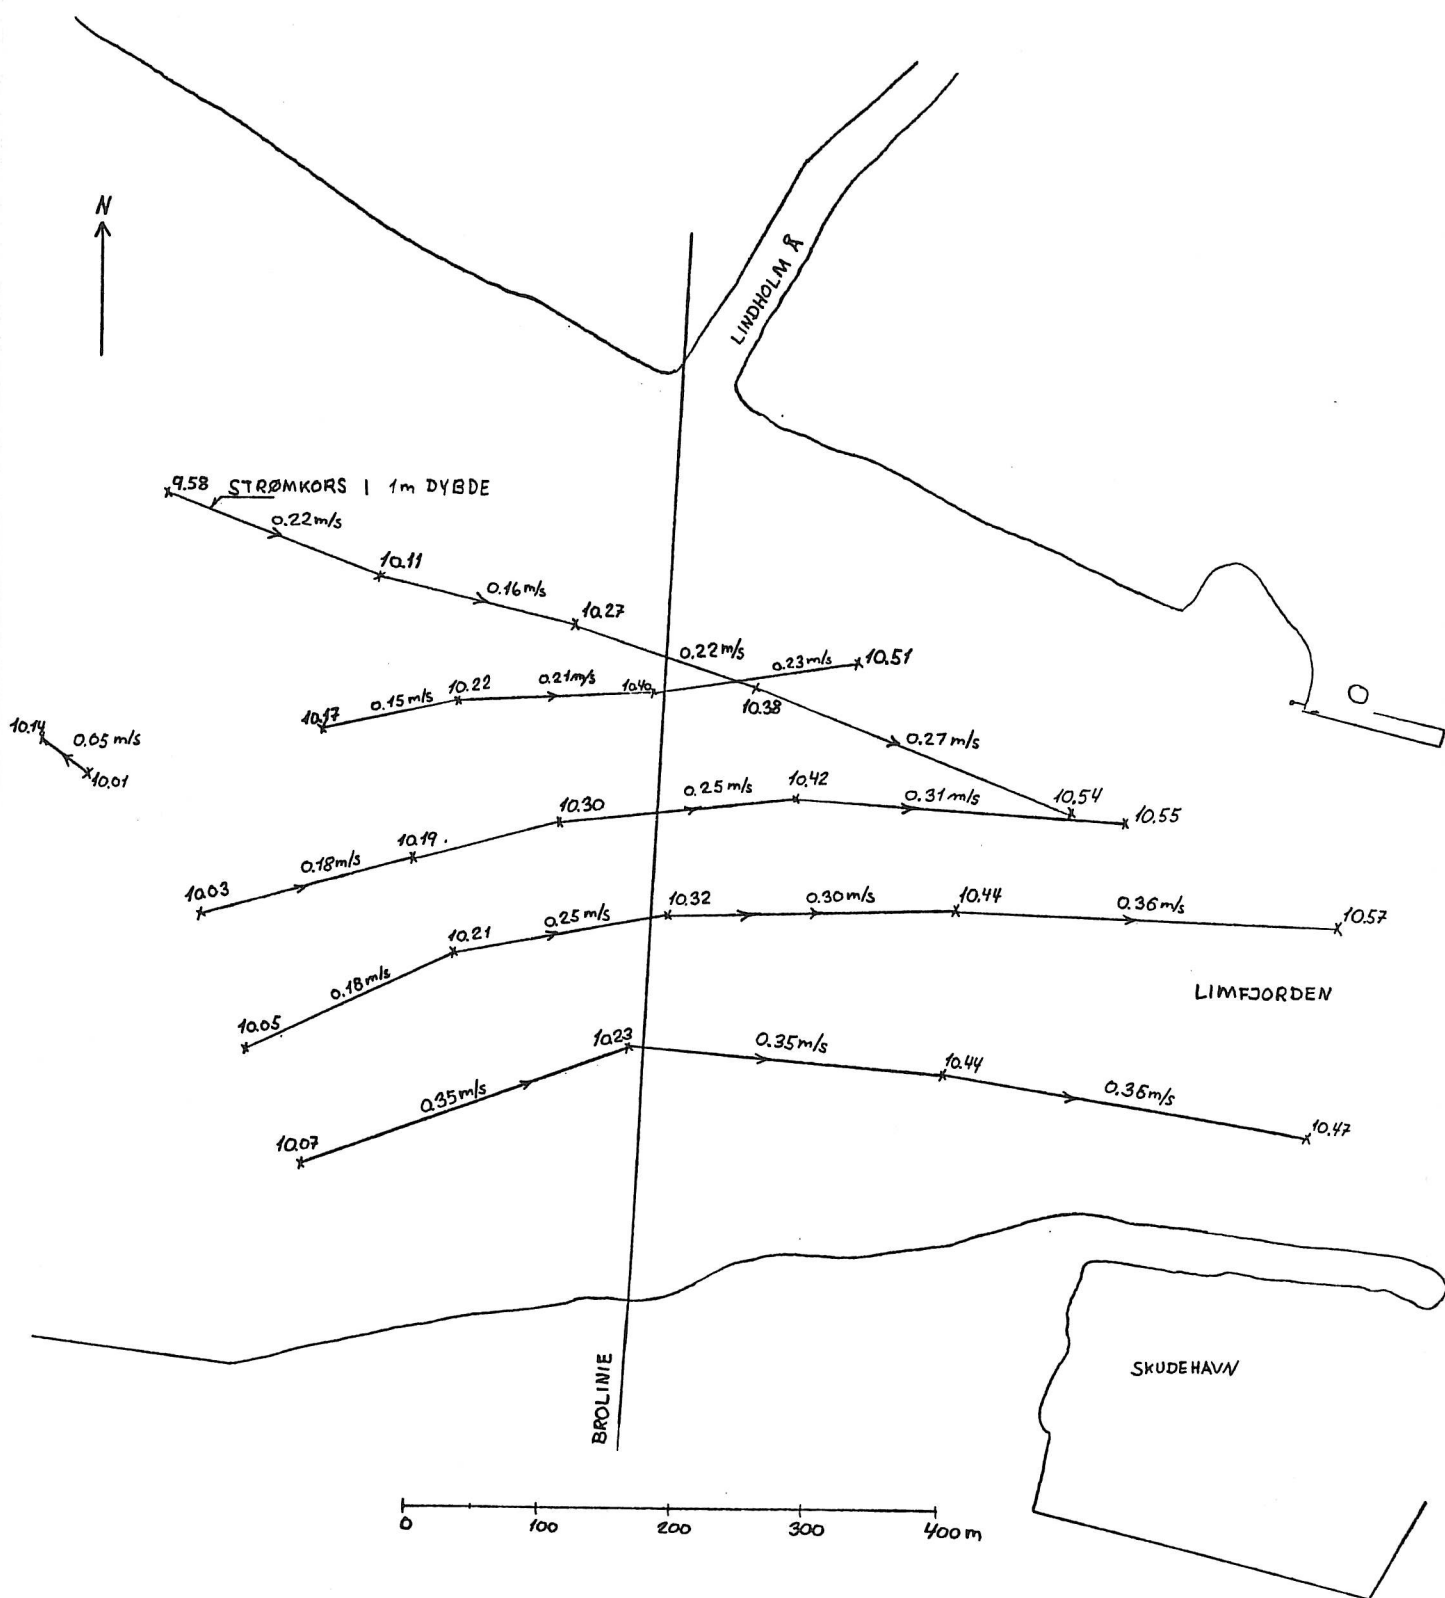 N
LINDHOLM Å
9.58
STRØMKORS I 1m DYBDE
0.22m/s
10.11
0.16m/s
10.27
0.22m/s
0.23m/s
10.51
10.17
0.15m/s
10.22
0.21m/s
10.40
10.38
0.27m/s
10.14
0.05 m/s
10.01
10.03
0.18m/s
10.19
10.30
0.25m/s
10.42
0.31m/s
10.54
10.55
10.05
0.18m/s
10.21
0.25m/s
10.32
0.30m/s
10.44
0.36m/s
10.57
LIMFJORDEN
10.07
0.35m/s
10.23
0.35m/s
10.44
0.36m/s
10.47
BROLINIE
SKUDEHAVN
0 100 200 300 400m